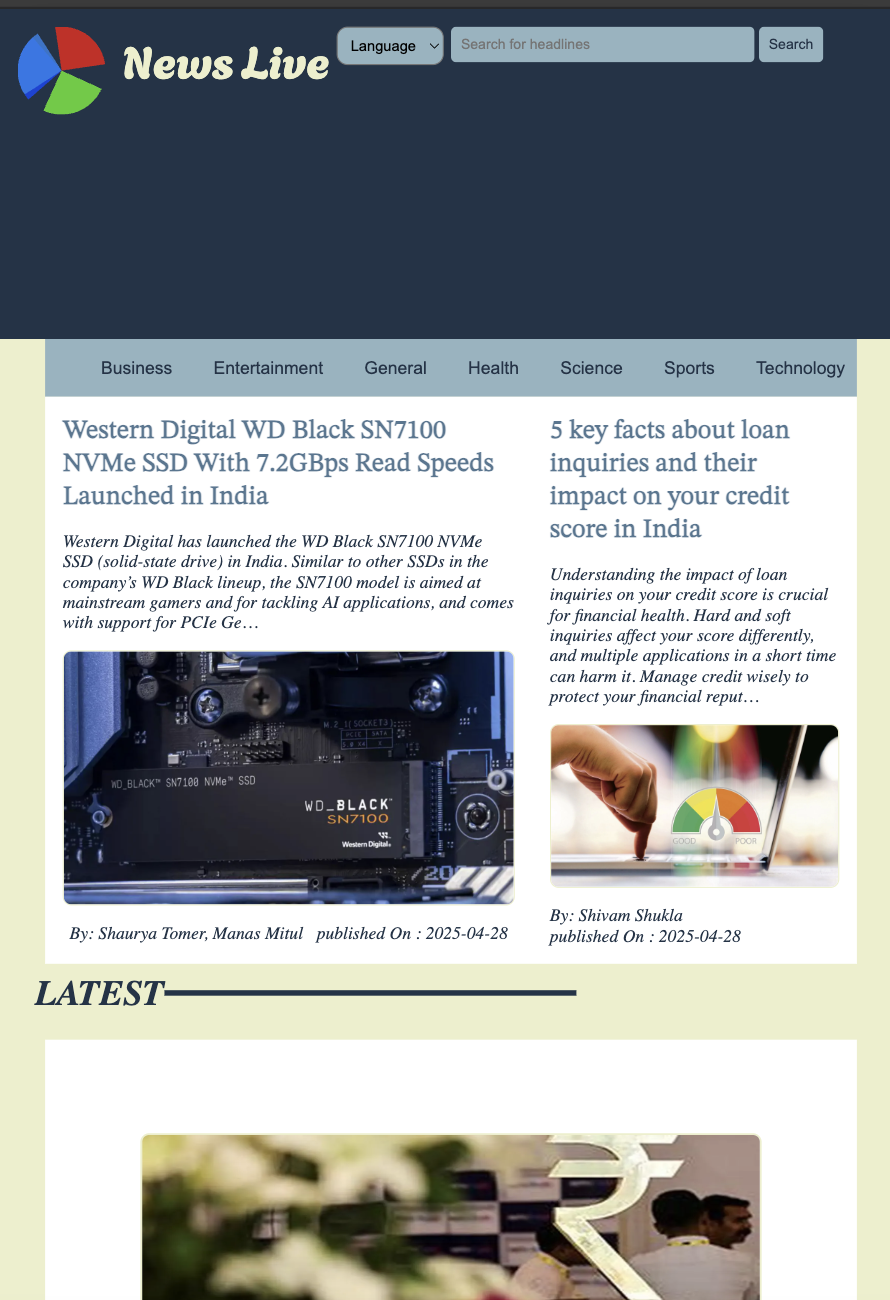 News Live
Language
Search for headlines
Search
Business Entertainment General Health Science Sports Technology
Western Digital WD Black SN7100
NVMe SSD With 7.2GBps Read Speeds
Launched in India
Western Digital has launched the WD Black SN7100 NVMe
SSD (solid-state drive) in India. Similar to other SSDs in the
company's WD Black lineup, the SN7100 model is aimed at
mainstream gamers and for tackling AI applications, and comes
with support for PCIe Ge…
M.2_1(SOCKET3)
PCIE SATA
WD_BLACK™ SN7100 NVMe™ SSD
WD_BLACK™
SN7100
Western Digital.
By: Shaurya Tomer, Manas Mitul published On : 2025-04-28
5 key facts about loan
inquiries and their
impact on your credit
score in India
Understanding the impact of loan
inquiries on your credit score is crucial
for financial health. Hard and soft
inquiries affect your score differently,
and multiple applications in a short time
can harm it. Manage credit wisely to
protect your financial reput…
GOOD POOR
By: Shivam Shukla
published On : 2025-04-28
LATEST
₹